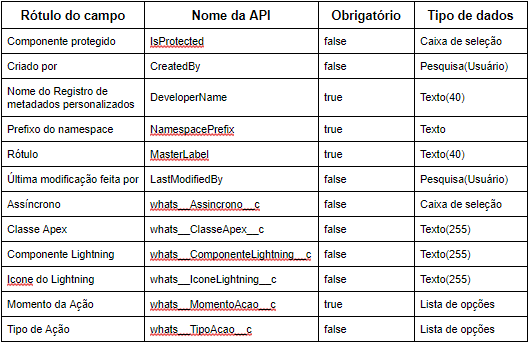 Rótulo do campo Nome da API Obrigatório Tipo de dados
Componente protegido IsProtected false Caixa de seleção
Criado por CreatedBy false Pesquisa(Usuário)
Nome do Registro de
metadados personalizados DeveloperName true Texto(40)
Prefixo do namespace NamespacePrefix true Texto
Rótulo MasterLabel true Texto(40)
Última modificação feita por LastModifiedBy false Pesquisa(Usuário)
Assíncrono whats__Assincrono__c false Caixa de seleção
Classe Apex whats__ClasseApex__c false Texto(255)
Componente Lightning whats__ComponenteLightning__c false Texto(255)
Icone do Lightning whats__IconeLightning__c false Texto(255)
Momento da Ação whats__MomentoAcao__c true Lista de opções
Tipo de Ação whats__TipoAcao__c false Lista de opções